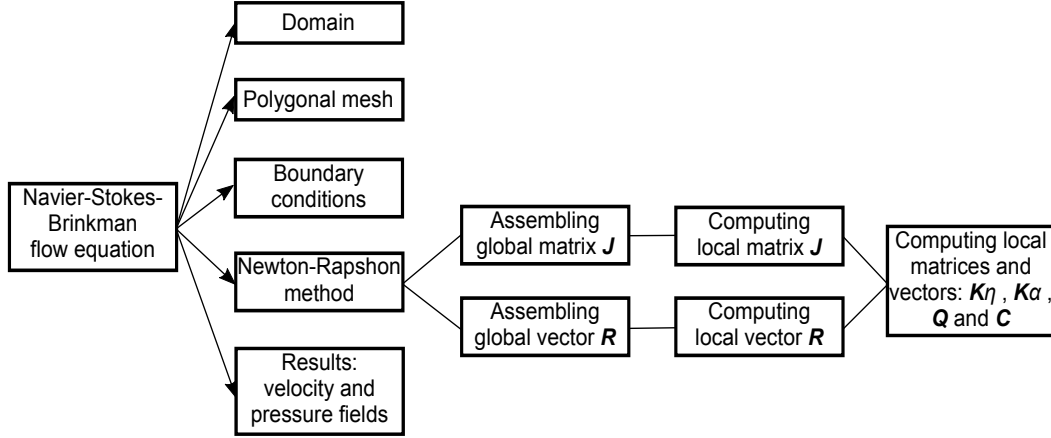 Domain
Polygonal mesh
Boundary
conditions
Navier-Stokes-
Brinkman
flow equation
Newton-Rapshon
method
Results:
velocity and
pressure fields
Assembling
global matrix J
Computing
local matrix J
Assembling
global vector R
Computing
local vector R
Computing local
matrices and
vectors: Kη , Kα ,
Q and C